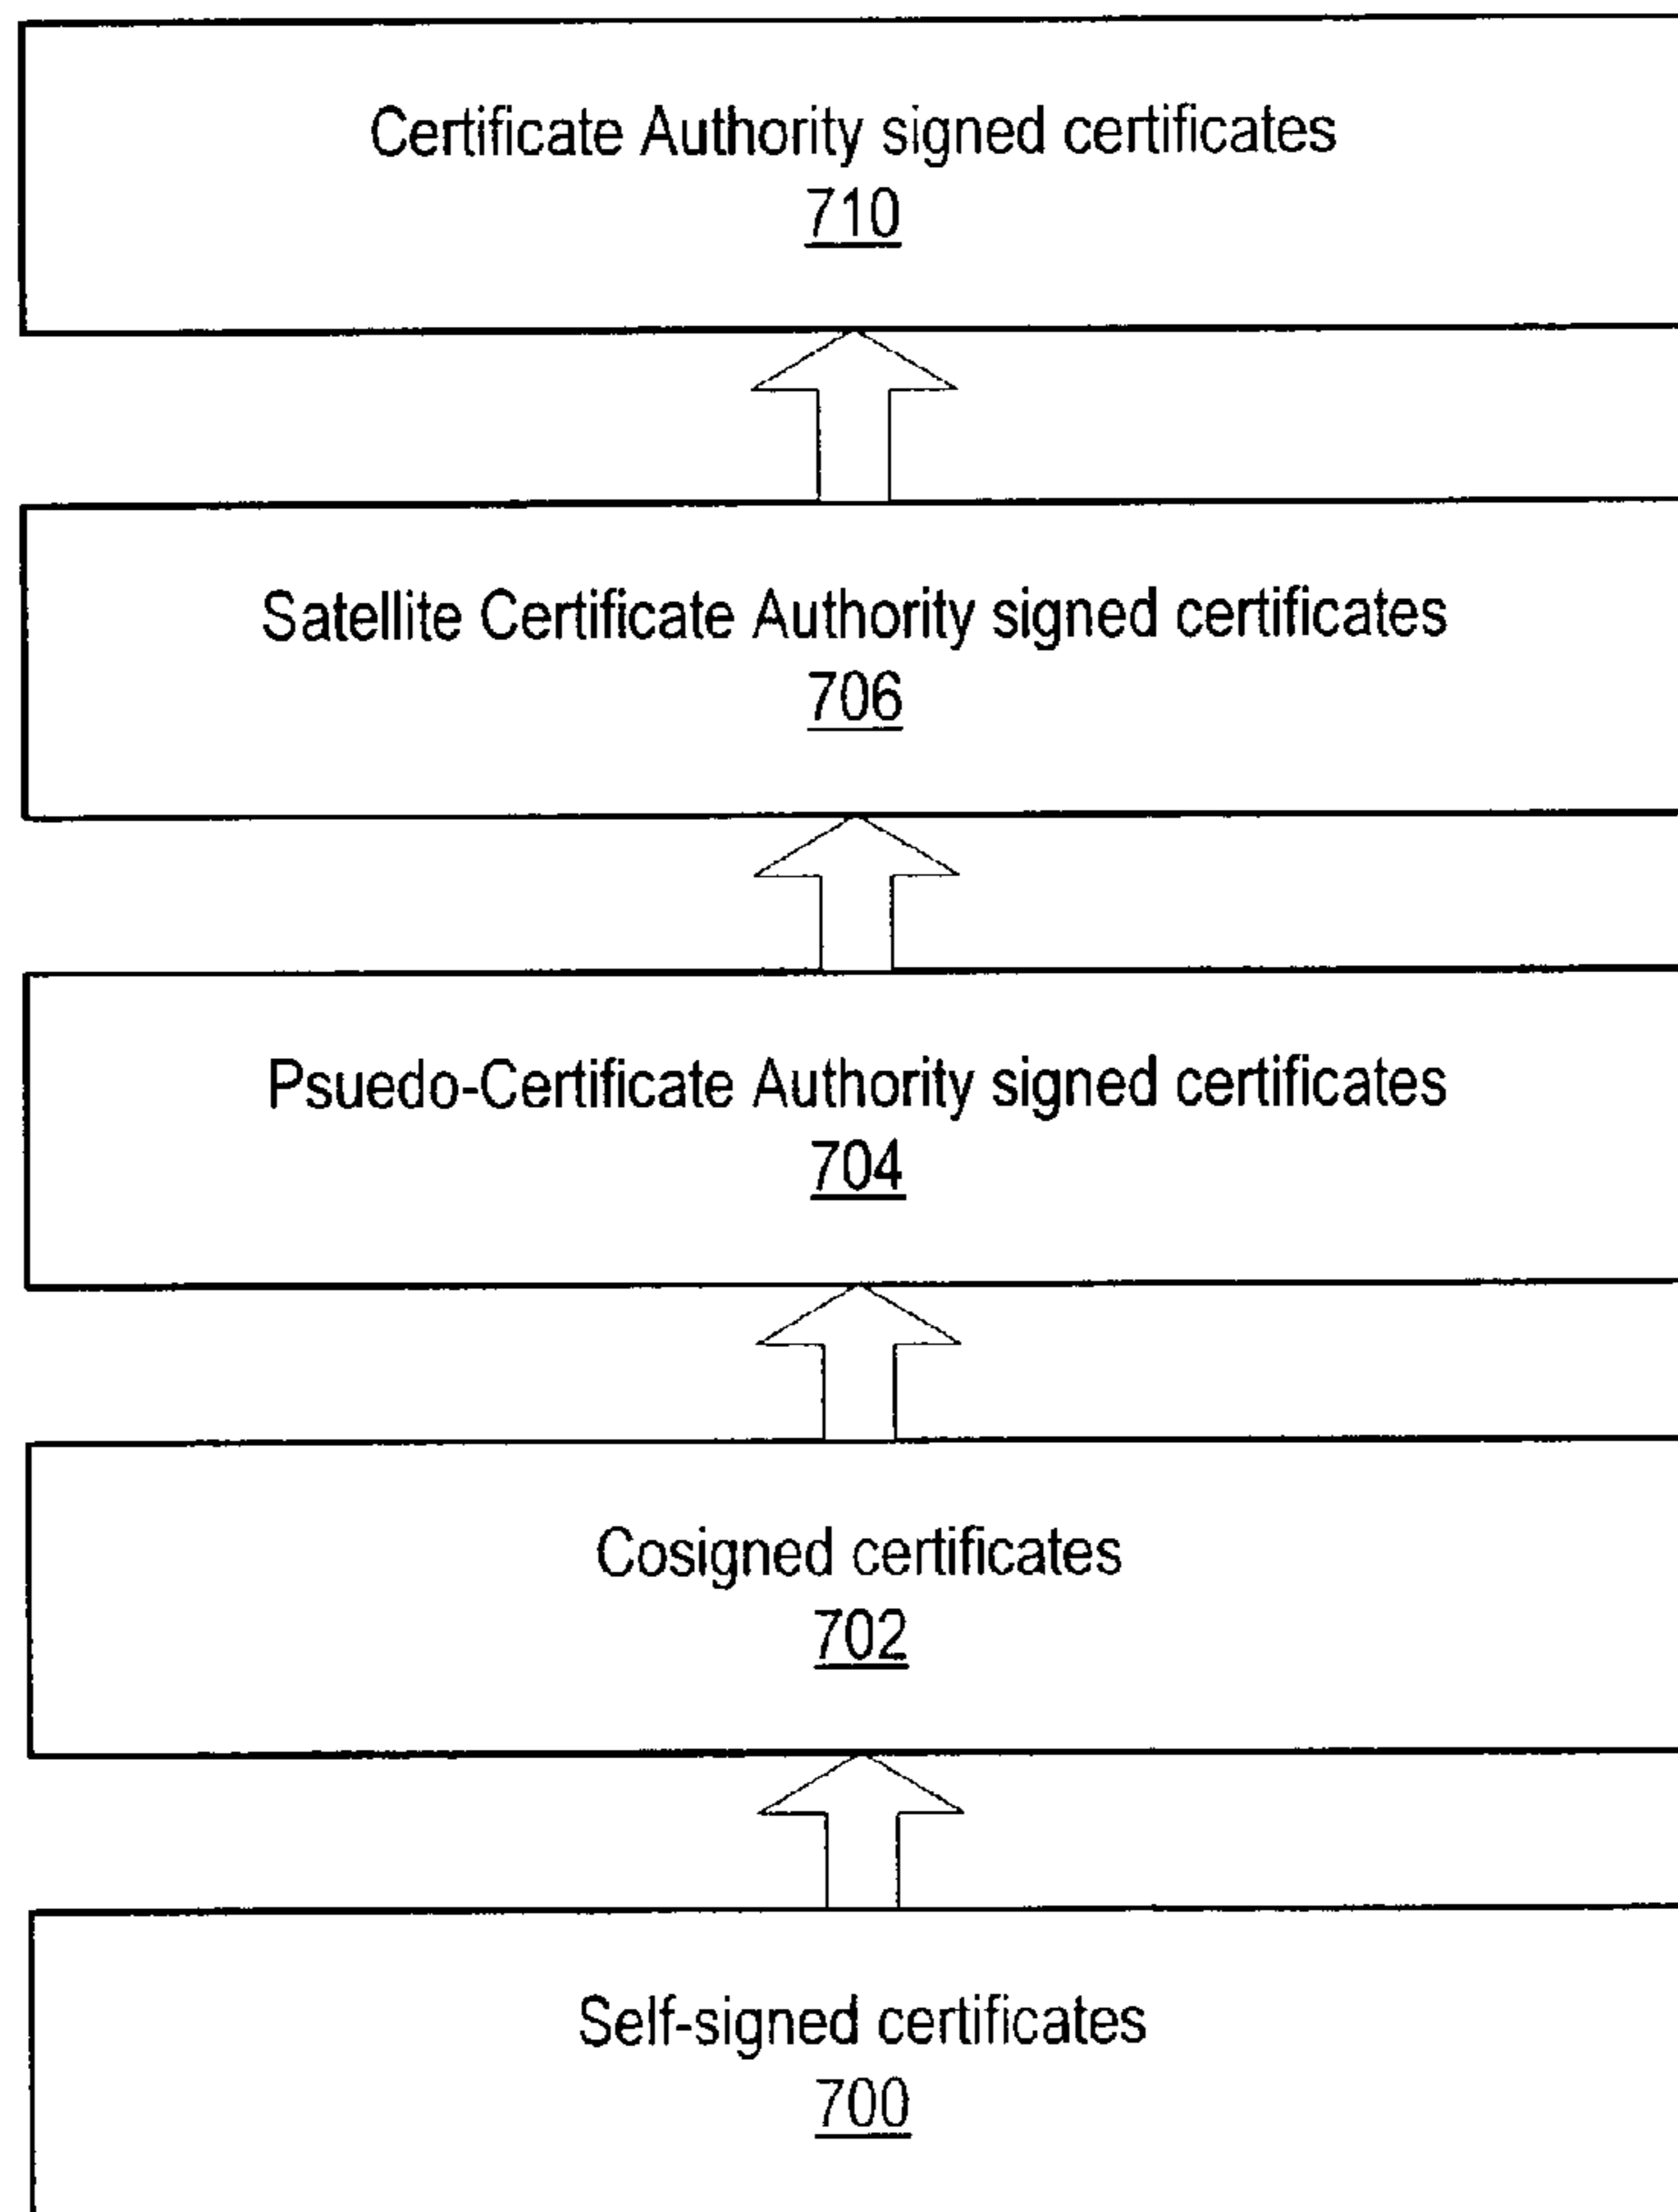 Certificate Authority signed certificates
710
Satellite Certificate Authority signed certificates
706
Psuedo-Certificate Authority signed certificates
704
Cosigned certificates
702
Self-signed certificates
700